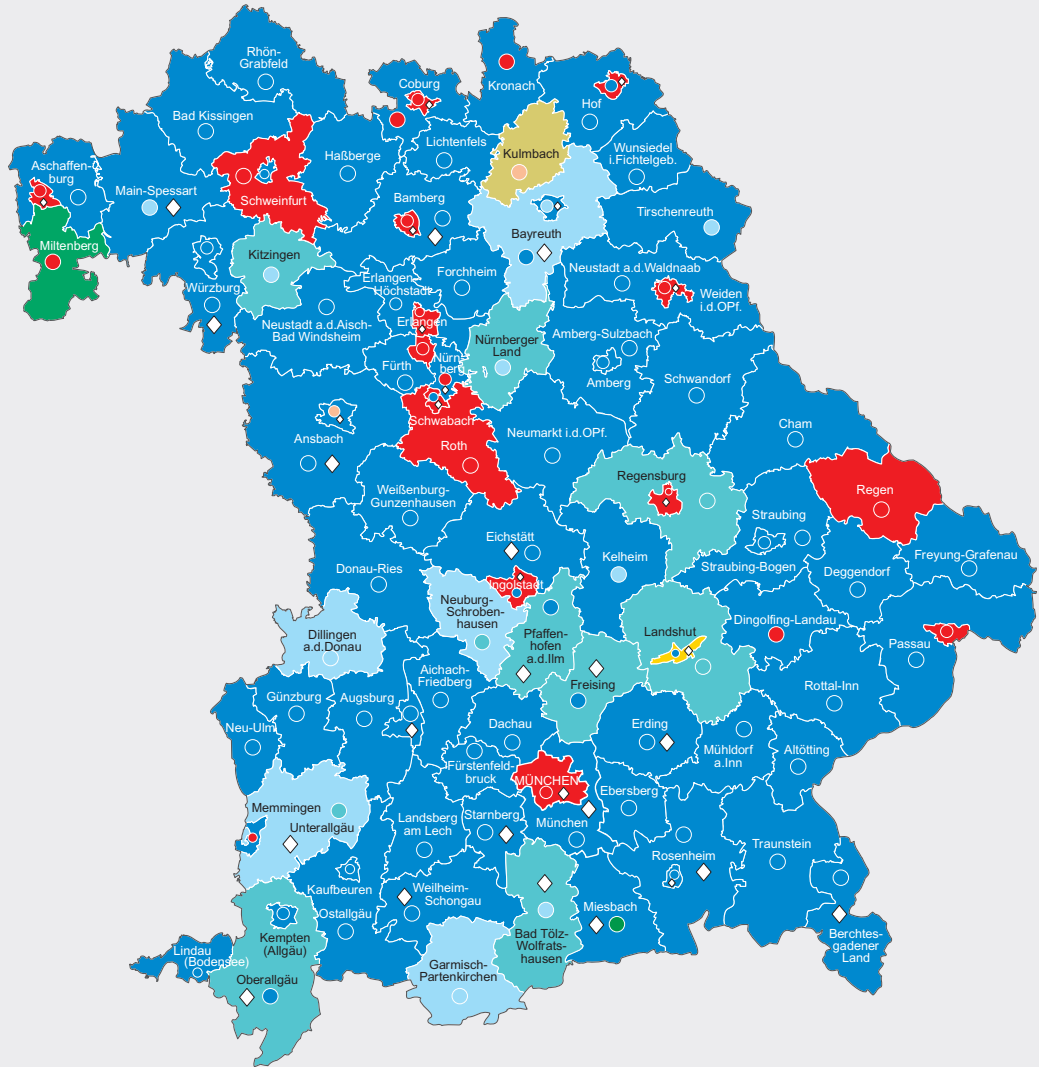 Rhön-
Grabfeld
Coburg
Kronach
Hof
Bad Kissingen
Lichtenfels
Kulmbach
Wunsiedel
i.Fichtelgeb.
Haßberge
Aschaffen-
burg
Main-Spessart
Schweinfurt
Bamberg
Tirschenreuth
Miltenberg
Kitzingen
Bayreuth
Würzburg
Erlangen-
Höchstadt
Forchheim
Neustadt a.d.Waldnaab
Weiden
i.d.OPf.
Neustadt a.d.Aisch-
Bad Windsheim
Erlangen
Nürnberger
Land
Amberg-Sulzbach
Fürth
Nürn-
berg
Amberg
Schwandorf
Ansbach
Schwabach
Roth
Neumarkt i.d.OPf.
Cham
Regensburg
Regen
Weißenburg-
Gunzenhausen
Straubing
Eichstätt
Kelheim
Straubing-Bogen
Freyung-Grafenau
Donau-Ries
Ingolstadt
Deggendorf
Neuburg-
Schroben-
hausen
Dillingen
a.d.Donau
Pfaffen-
hofen
a.d.Ilm
Landshut
Dingolfing-Landau
Passau
Aichach-
Friedberg
Freising
Rottal-Inn
Günzburg
Augsburg
Neu-Ulm
Dachau
Erding
Mühldorf
a.Inn
Altötting
Fürstenfeld-
bruck
MÜNCHEN
Ebersberg
Memmingen
Unterallgäu
Landsberg
am Lech
Starnberg
München
Rosenheim
Traunstein
Kaufbeuren
Ostallgäu
Weilheim-
Schongau
Miesbach
Berchtes-
gadener
Land
Kempten
(Allgäu)
Bad Tölz-
Wolfrats-
hausen
Lindau
(Bodensee)
Oberallgäu
Garmisch-
Partenkirchen